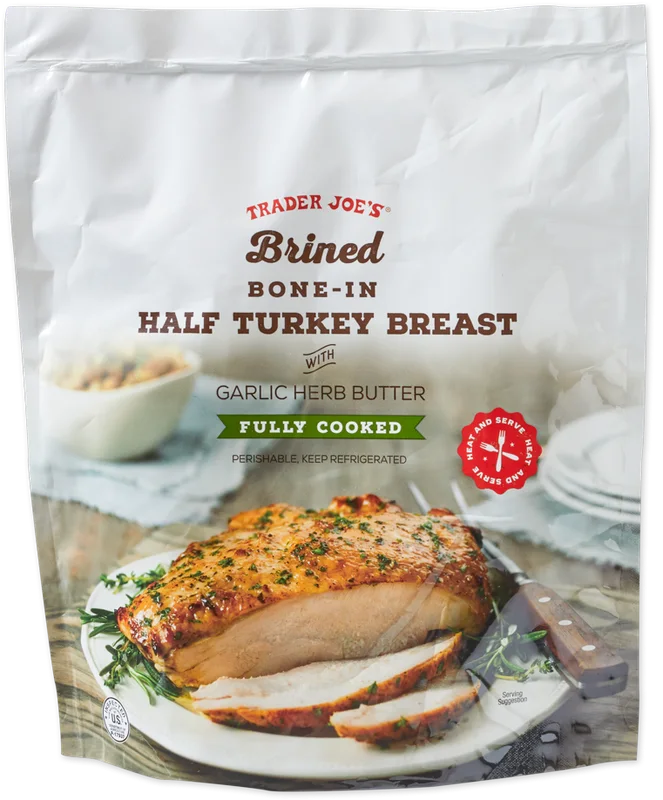 TRADER JOE'S®
Brined
BONE-IN
HALF TURKEY BREAST
WITH
GARLIC HERB BUTTER
FULLY COOKED
PERISHABLE, KEEP REFRIGERATED
HEAT AND SERVE · HEAT AND SERVE ·
Serving
Suggestion
INSPECTED
U.S.